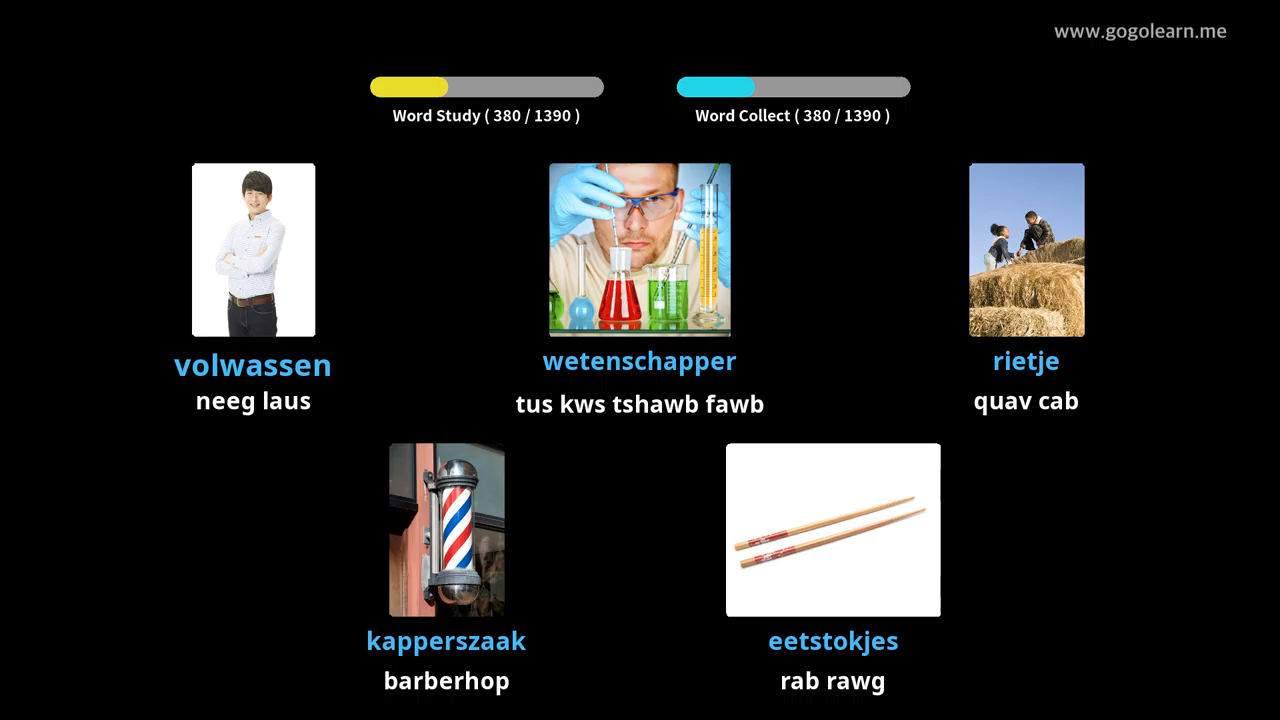 www.gogolearn.me
Word Study ( 380 / 1390 )
Word Collect ( 380 / 1390 )
volwassen
neeg laus
wetenschapper
tus kws tshawb fawb
rietje
quav cab
kapperszaak
barberhop
eetstokjes
rab rawg